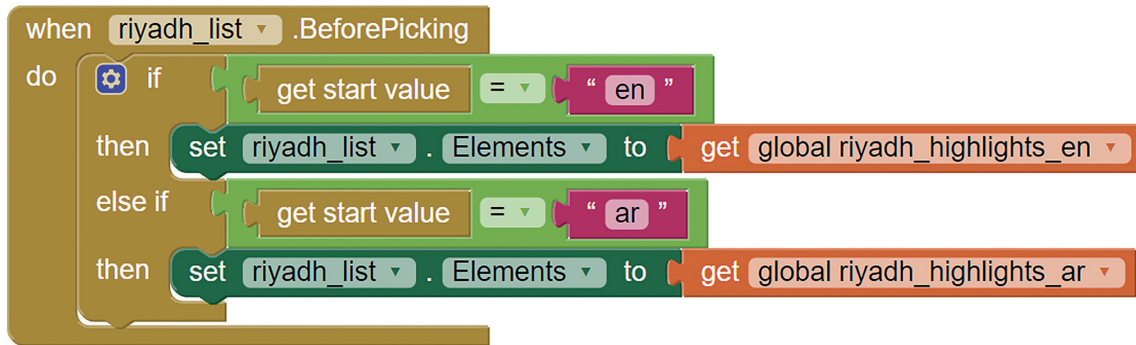 when riyadh_list .BeforePicking
do if get start value = “ en ”
then set riyadh_list . Elements to get global riyadh_highlights_en
else if get start value = “ ar ”
then set riyadh_list . Elements to get global riyadh_highlights_ar